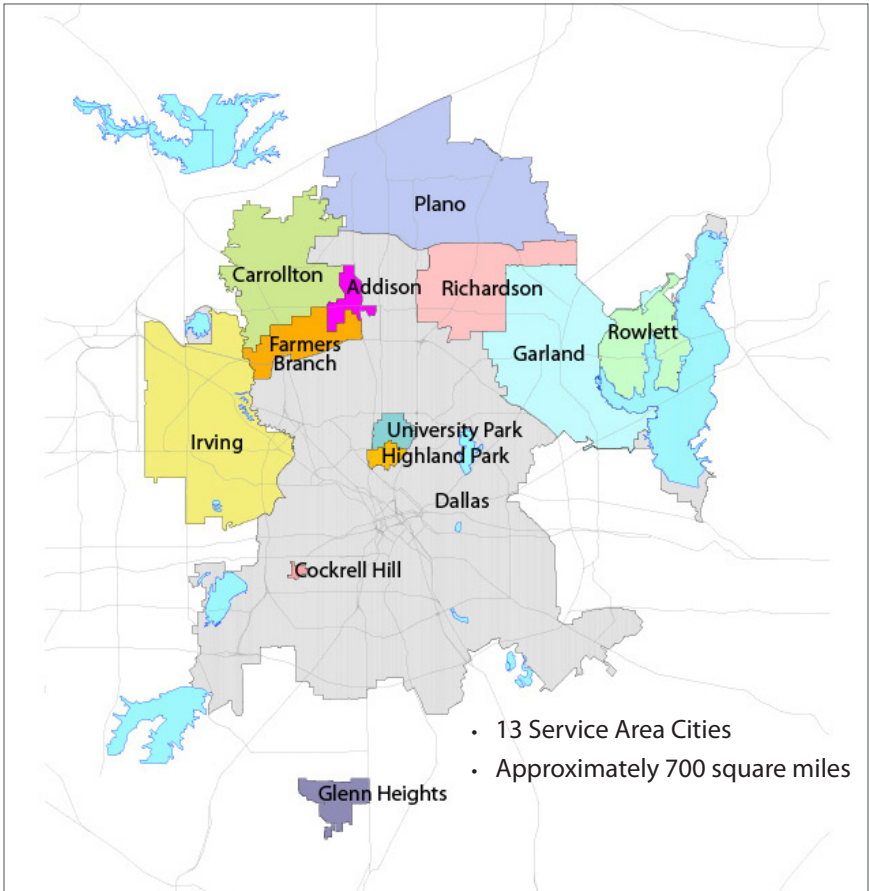 Plano
Carrollton
Addison
Richardson
Rowlett
Farmers
Branch
Garland
Irving
University Park
Highland Park
Dallas
Cockrell Hill
• 13 Service Area Cities
• Approximately 700 square miles
Glenn Heights